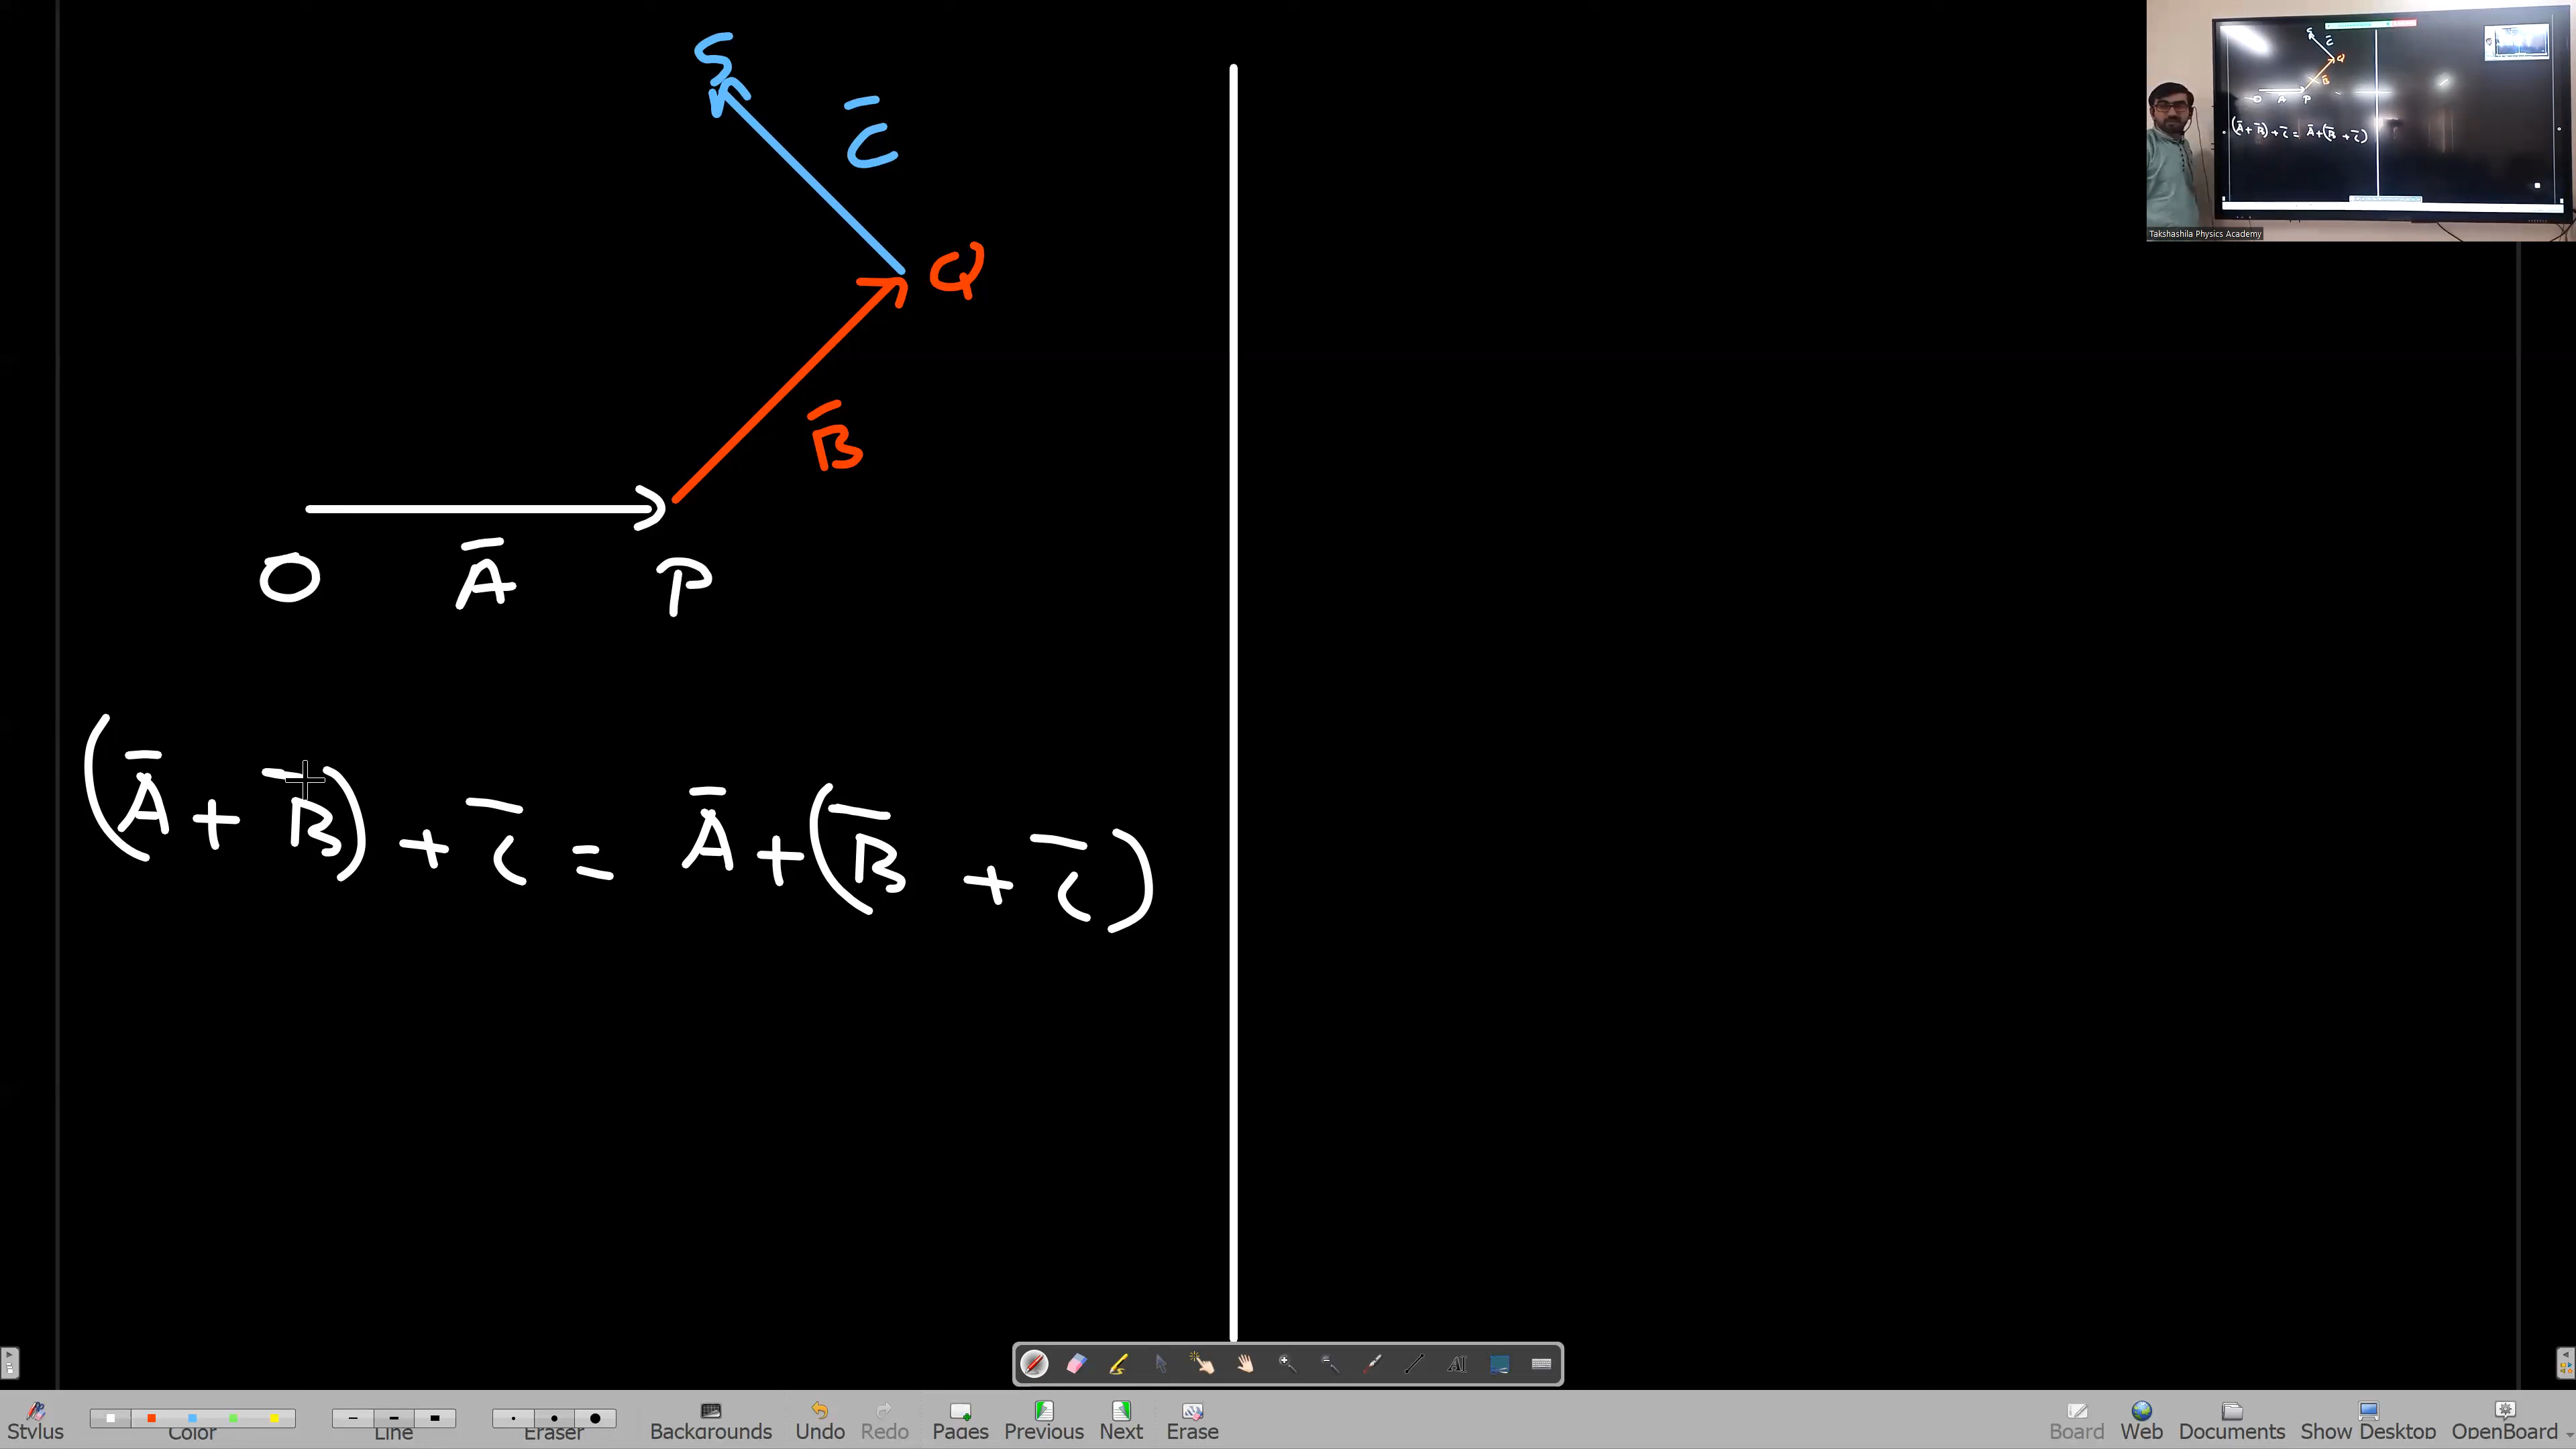 S
C̅
Q
B̅
O A̅ P
(A̅ + B̅) + C̅ = A̅ + (B̅ + C̅)
Takshashila Physics Academy
Stylus Color Line Eraser Backgrounds Undo Redo Pages Previous Next Erase Board Web Documents Show Desktop OpenBoard